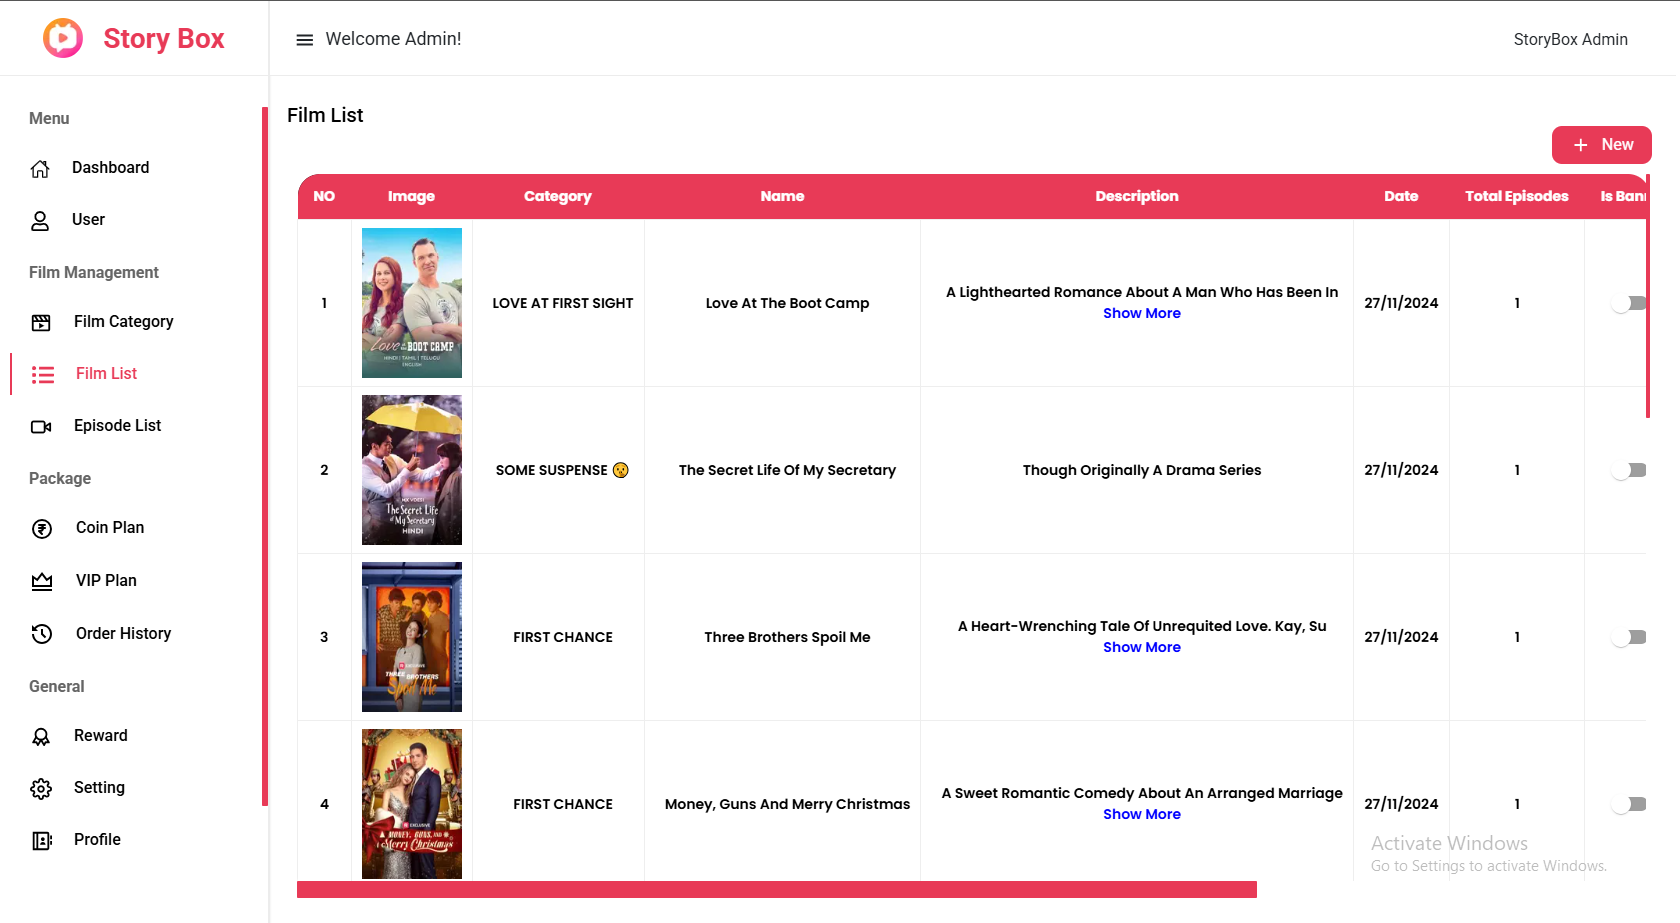 Story Box
Welcome Admin!
StoryBox Admin
Menu
Dashboard
User
Film Management
Film Category
Film List
Episode List
Package
Coin Plan
VIP Plan
Order History
General
Reward
Setting
Profile
Film List
New
NO Image Category Name Description Date Total Episodes Is Ban
Love
BOOT CAMP
HINDI | TAMIL | TELUGU
ENGLISH
1 LOVE AT FIRST SIGHT Love At The Boot Camp A Lighthearted Romance About A Man Who Has Been In 27/11/2024 1
Show More
The Secret Life
of My Secretary
HINDI
2 SOME SUSPENSE 😗 The Secret Life Of My Secretary Though Originally A Drama Series 27/11/2024 1
EXCLUSIVE
THREE BROTHERS
Spoil Me
3 FIRST CHANCE Three Brothers Spoil Me A Heart-Wrenching Tale Of Unrequited Love. Kay, Su 27/11/2024 1
Show More
EXCLUSIVE
MONEY, GUNS, AND
Merry Christmas
4 FIRST CHANCE Money, Guns And Merry Christmas A Sweet Romantic Comedy About An Arranged Marriage 27/11/2024 1
Show More
Activate Windows
Go to Settings to activate Windows.